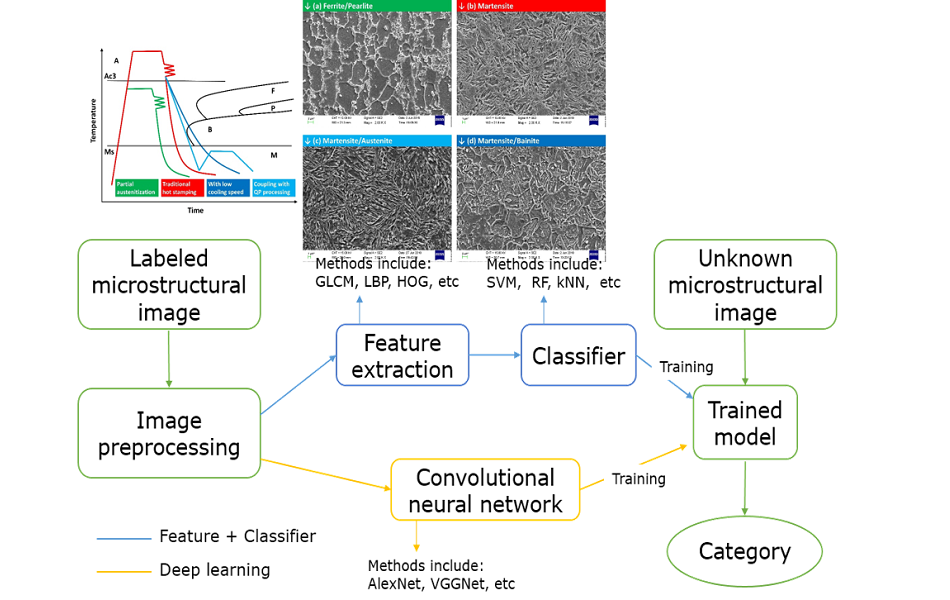 ↓ (a) Ferrite/Pearlite
↓ (b) Martensite
A
Ac3
F
P
B
Ms
M
Temperature
Partial
austenitization
Traditional
hot stamping
With low
cooling speed
Coupling with
QP processing
Time
↓ (c) Martensite/Austenite
↓ (d) Martensite/Bainite
Labeled
microstructural
image
Methods include:
GLCM, LBP, HOG, etc
Methods include:
SVM, RF, kNN, etc
Unknown
microstructural
image
Feature
extraction
Classifier
Training
Image
preprocessing
Trained
model
Convolutional
neural network
Training
Feature + Classifier
Deep learning
Methods include:
AlexNet, VGGNet, etc
Category